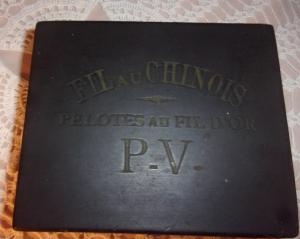 FIL AU CHINOIS
PELOTES AU FIL D'OR
P-V-